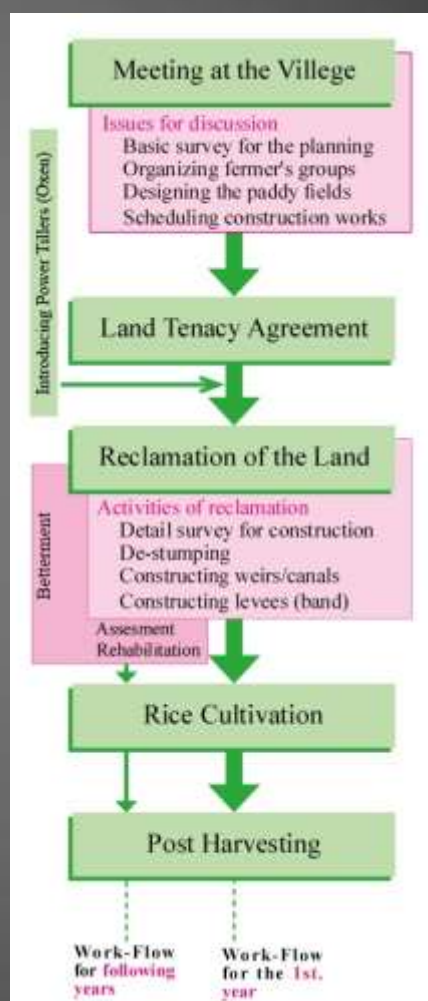 Meeting at the Villege
Issues for discussion
Basic survey for the planning
Organizing fermer's groups
Designing the paddy fields
Scheduling construction works
Introducing Power Tillers (Oxen)
Land Tenacy Agreement
Reclamation of the Land
Betterment
Activities of reclamation
Detail survey for construction
De-stumping
Constructing weirs/canals
Constructing levees (band)
Assesment
Rehabilitation
Rice Cultivation
Post Harvesting
Work-Flow
for following
years
Work-Flow
for the 1st.
year